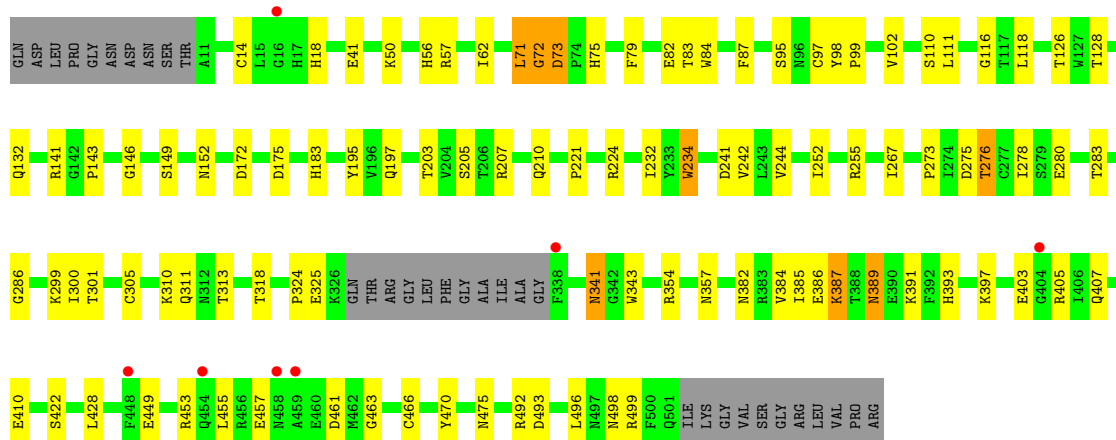 GLN ASP LEU PRO GLY ASN ASP ASN SER THR A11 C14 L15 G16 H17 H18 E41 K50 H56 R57 I62 L71 G72 D73 P74 H75 F79 E82 T83 W84 F87 S95 N96 C97 Y98 P99 V102 S110 L111 G116 T117 L118 T126 W127 T128
Q132 R141 G142 P143 G146 S149 N152 D172 D175 H183 Y195 V196 Q197 T203 V204 S205 T206 R207 Q210 P221 R224 I232 Y233 W234 D241 V242 L243 V244 I252 R255 I267 P273 I274 D275 T276 C277 I278 S279 E280 T283
G286 K299 I300 T301 C305 K310 Q311 N312 T313 T318 P324 E325 K326 GLN THR ARG GLY LEU PHE GLY ALA ILE ALA GLY F338 N341 G342 W343 R354 N357 N382 R383 V384 I385 E386 K387 T388 N389 E390 K391 F392 H393 K397 E403 G404 R405 I406 Q407
E410 S422 L428 F448 E449 R453 Q454 L455 R456 E457 N458 A459 E460 D461 M462 G463 C466 Y470 N475 R492 D493 L496 N497 N498 R499 F500 Q501 ILE LYS GLY VAL SER GLY ARG LEU VAL PRO ARG